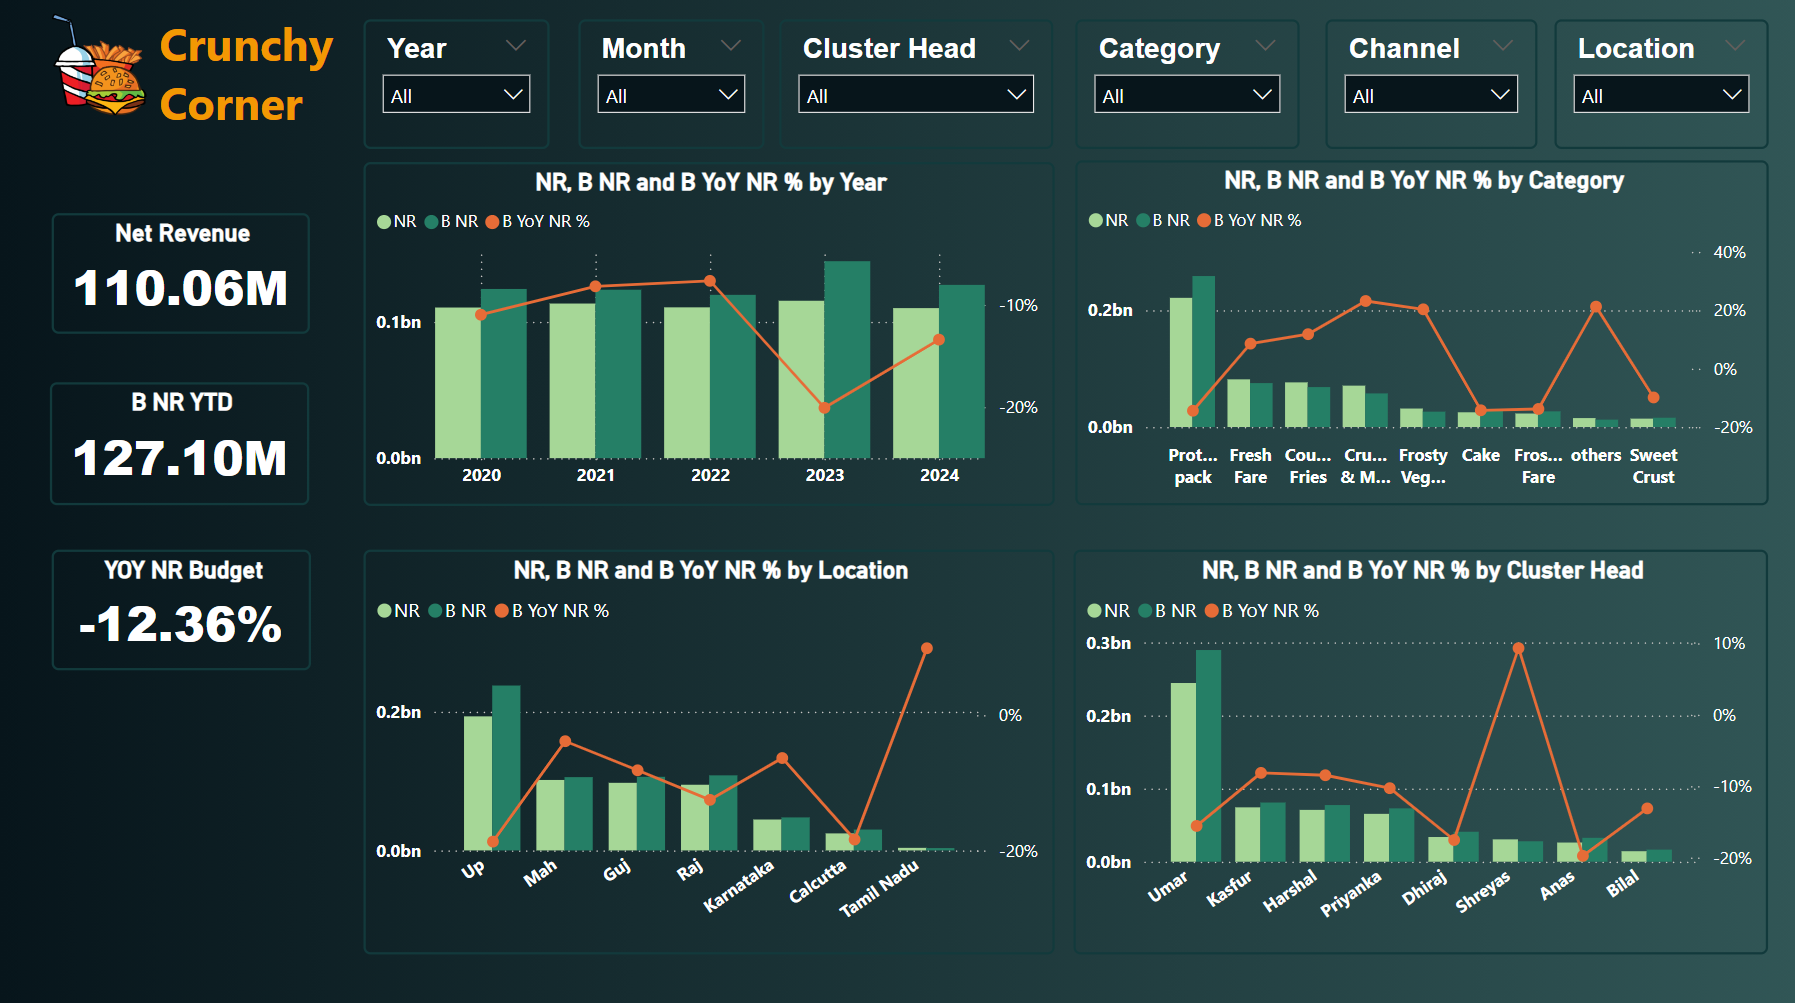 Crunchy
Corner
Year
All
Month
All
Cluster Head
All
Category
All
Channel
All
Location
All
Net Revenue
110.06M
B NR YTD
127.10M
YOY NR Budget
-12.36%
NR, B NR and B YoY NR % by Year
NR B NR B YoY NR %
0.1bn
0.0bn
-10%
-20%
2020 2021 2022 2023 2024
NR, B NR and B YoY NR % by Category
NR B NR B YoY NR %
0.2bn
0.0bn
40%
20%
0%
-20%
Prot... Fresh Cou... Cru... Frosty Cake Fros... others Sweet
pack Fare Fries & M... Veg... Fare Crust
NR, B NR and B YoY NR % by Location
NR B NR B YoY NR %
0.2bn
0.0bn
0%
-20%
Up Mah Guj Raj Karnataka Calcutta Tamil Nadu
NR, B NR and B YoY NR % by Cluster Head
NR B NR B YoY NR %
0.3bn
0.2bn
0.1bn
0.0bn
10%
0%
-10%
-20%
Umar Kasfur Harshal Priyanka Dhiraj Shreyas Anas Bilal